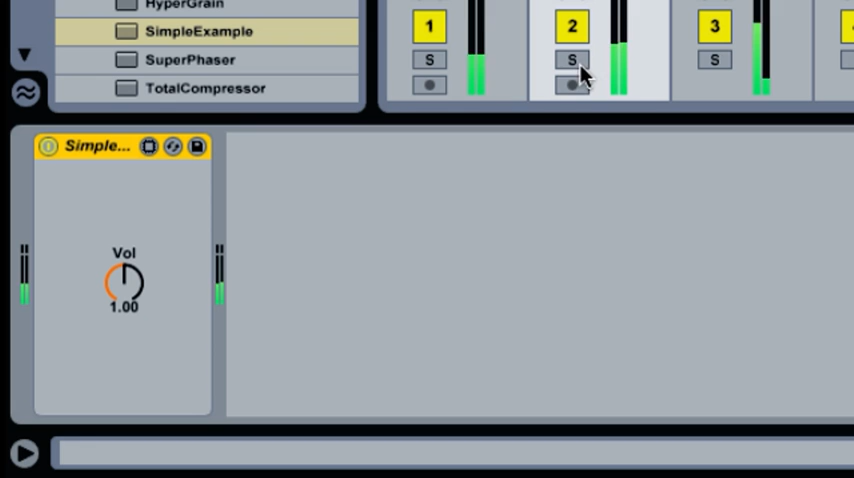 HyperGrain
SimpleExample
SuperPhaser
TotalCompressor
1
2
3
S
S
S
Simple...
Vol
1.00